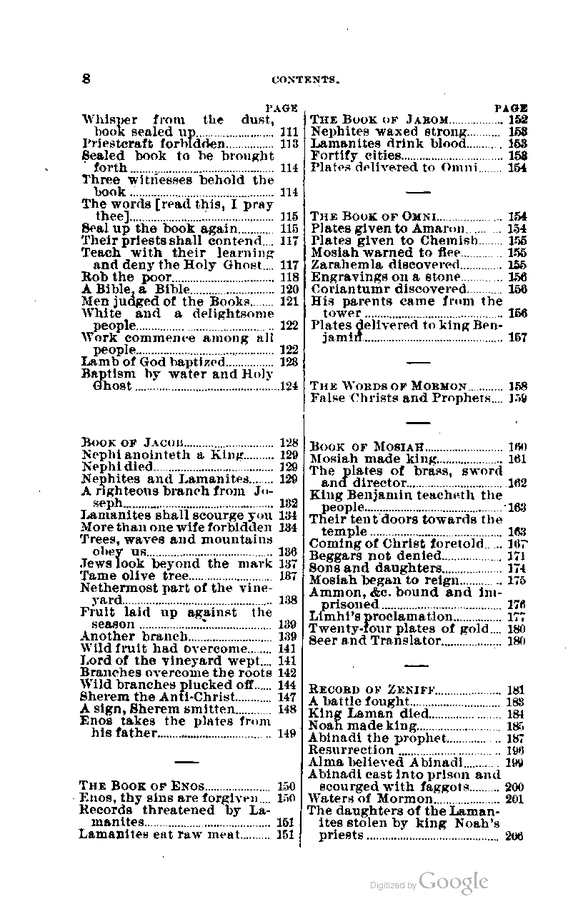 8
CONTENTS.
PAGE
Whisper from the dust,
book sealed up........................ 111
Priestcraft forbidden............... 113
Sealed book to be brought
forth .......................................... 114
Three witnesses behold the
book .......................................... 114
The words [read this, I pray
thee]............................................ 115
Seal up the book again........... 115
Their priests shall contend.... 117
Teach with their learning
and deny the Holy Ghost.... 117
Rob the poor............................... 118
A Bible, a Bible.......................... 120
Men judged of the Books....... 121
White and a delightsome
people.......................................... 122
Work commence among all
people.......................................... 122
Lamb of God baptized............... 123
Baptism by water and Holy
Ghost ............................................124
BOOK OF JACOB............................ 128
Nephi anointeth a King......... 129
Nephi died..................................... 129
Nephites and Lamanites........ 129
A righteous branch from Jo-
seph.............................................. 132
Lamanites shall scourge you 134
More than one wife forbidden 134
Trees, waves and mountains
obey us....................................... 136
Jews look beyond the mark 137
Tame olive tree.......................... 137
Nethermost part of the vine-
yard.............................................. 138
Fruit laid up against the
season ......................................... 139
Another branch.......................... 139
Wild fruit had overcome........ 141
Lord of the vineyard wept.... 141
Branches overcome the roots 142
Wild branches plucked off...... 144
Sherem the Anti-Christ........... 147
A sign, Sherem smitten........... 148
Enos takes the plates from
his father................................... 149
THE BOOK OF ENOS.................... 150
Enos, thy sins are forgiven.... 150
Records threatened by La-
manites....................................... 151
Lamanites eat raw meat.......... 151
PAGE
THE BOOK OF JAROM................. 152
Nephites waxed strong........... 153
Lamanites drink blood........... 153
Fortify cities................................ 153
Plates delivered to Omni....... 154
THE BOOK OF OMNI.................... 154
Plates given to Amaron.......... 154
Plates given to Chemish........ 155
Mosiah warned to flee............. 155
Zarahemla discovered............. 155
Engravings on a stone............ 156
Coriantumr discovered........... 156
His parents came from the
tower ........................................... 156
Plates delivered to king Ben-
jamin............................................ 157
THE WORDS OF MORMON........... 158
False Christs and Prophets.... 159
BOOK OF MOSIAH........................ 160
Mosiah made king.................... 161
The plates of brass, sword
and director.............................. 162
King Benjamin teacheth the
people.......................................... 163
Their tent doors towards the
temple ......................................... 163
Coming of Christ foretold...... 167
Beggars not denied................... 171
Sons and daughters................... 174
Mosiah began to reign............. 175
Ammon, &c. bound and im-
prisoned ..................................... 176
Limhi's proclamation............... 177
Twenty-four plates of gold.... 180
Seer and Translator................... 180
RECORD OF ZENIFF..................... 181
A battle fought............................ 183
King Laman died....................... 184
Noah made king.......................... 185
Abinadi the prophet................. 187
Resurrection ................................ 196
Alma believed Abinadi........... 199
Abinadi cast into prison and
scourged with faggots......... 200
Waters of Mormon.................... 201
The daughters of the Laman-
ites stolen by king Noah's
priests ......................................... 206
Digitized by Google